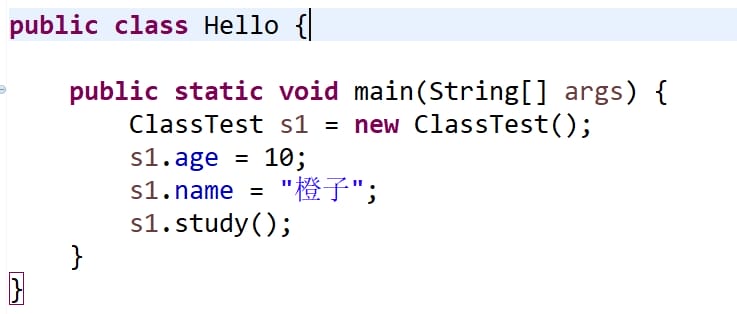 public class Hello {
public static void main(String[] args) {
ClassTest s1 = new ClassTest();
s1.age = 10;
s1.name = "橙子";
s1.study();
}
}